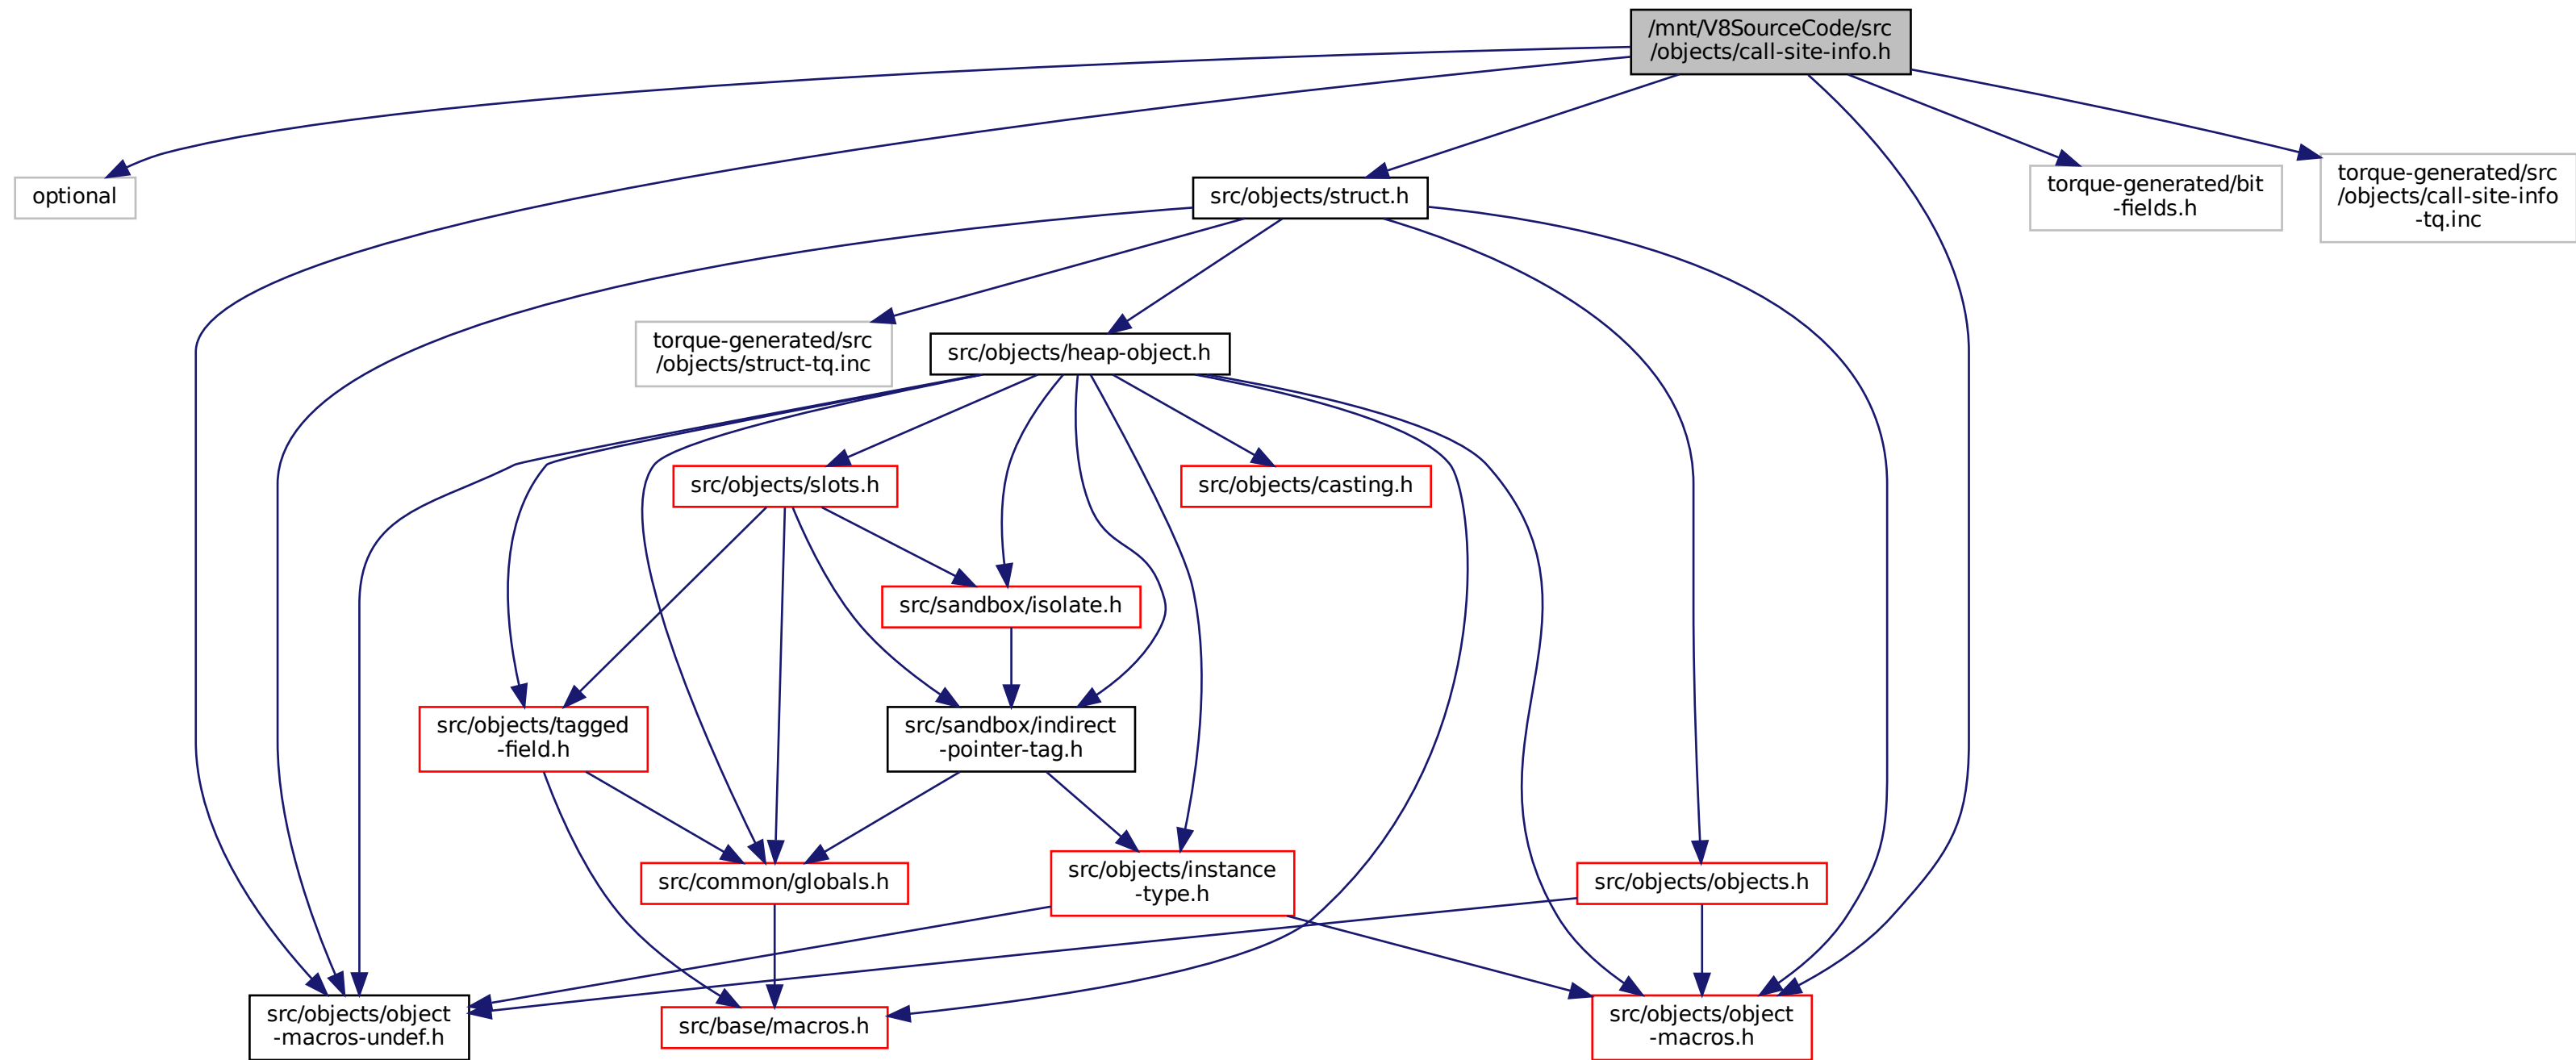 /mnt/V8SourceCode/src
/objects/call-site-info.h
optional
src/objects/struct.h
torque-generated/bit
-fields.h
torque-generated/src
/objects/call-site-info
-tq.inc
torque-generated/src
/objects/struct-tq.inc
src/objects/heap-object.h
src/objects/slots.h
src/objects/casting.h
src/sandbox/isolate.h
src/objects/tagged
-field.h
src/sandbox/indirect
-pointer-tag.h
src/common/globals.h
src/objects/instance
-type.h
src/objects/objects.h
src/objects/object
-macros-undef.h
src/base/macros.h
src/objects/object
-macros.h